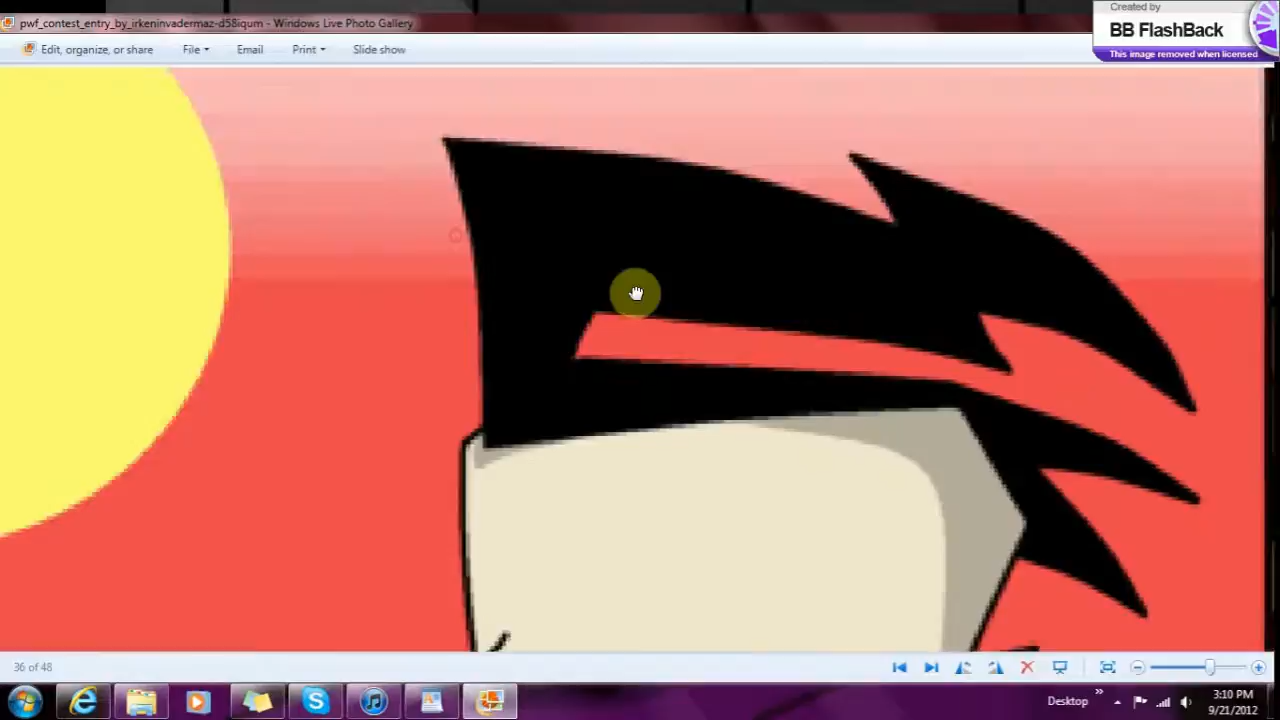 Created by
BB FlashBack
This image removed when licensed
pwf_contest_entry_by_irkeninvadermaz-d58iqum - Windows Live Photo Gallery
Edit, organize, or share File Email Print Slide show
36 of 48
Desktop
3:10 PM
9/21/2012